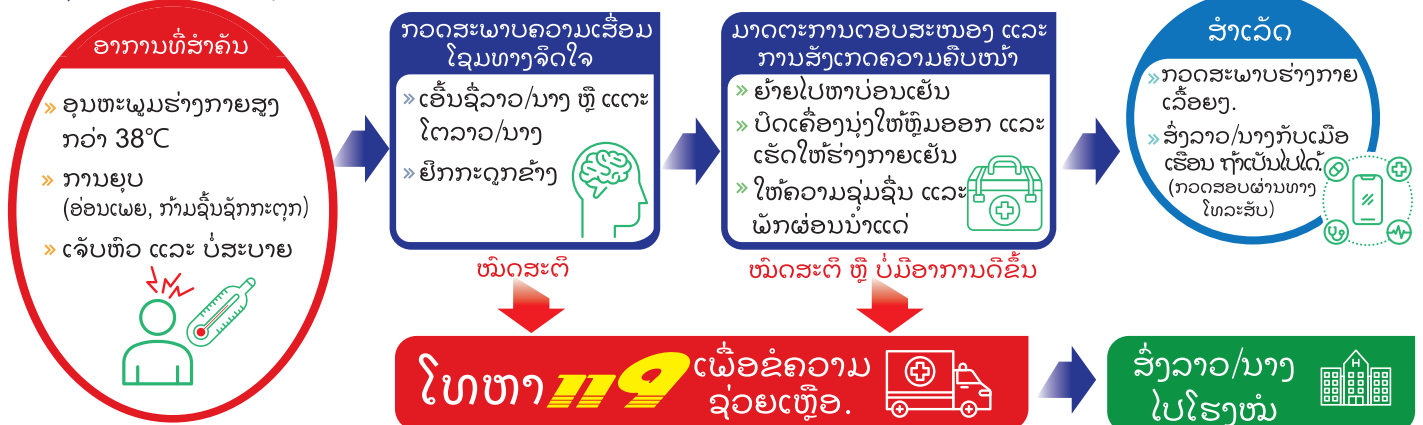 ອາການທີ່ສຳຄັນ
» ອຸນຫະພູມຮ່າງກາຍສູງ
ກວ່າ 38℃
» ການຍຸບ
(ອ່ອນເພຍ, ກ້າມຊີ້ນຊັກກະຕຸກ)
» ເຈັບຫົວ ແລະ ບໍ່ສະບາຍ
ກວດສະພາບຄວາມເສື່ອມ
ໂຊມທາງຈິດໃຈ
» ເອີ້ນຊື່ລາວ/ນາງ ຫຼື ແຕະ
ໂຕລາວ/ນາງ
» ຢິກກະດູກຂ້າງ
ໝົດສະຕິ
ມາດຕະການຕອບສະໜອງ ແລະ
ການສັງເກດຄວາມຄືບໜ້າ
» ຍ້າຍໄປຫາບ່ອນເຢັນ
» ປົດເຄື່ອງນຸ່ງໃຫ້ຫຼົມອອກ ແລະ
ເຮັດໃຫ້ຮ່າງກາຍເຢັນ
» ໃຫ້ຄວາມຊຸ່ມຊື່ນ ແລະ
ພັກຜ່ອນນຳແດ່
ໝົດສະຕິ ຫຼື ບໍ່ມີອາການດີຂຶ້ນ
ສຳເລັດ
» ກວດສະພາບຮ່າງກາຍ
ເລື້ອຍໆ.
» ສົ່ງລາວ/ນາງກັບເມືອ
ເຮືອນ ຖ້າເປັນໄປໄດ້.
(ກວດສອບຜ່ານທາງ
ໂທລະສັບ)
ໂທຫາ 119 ເພື່ອຂໍຄວາມ
ຊ່ວຍເຫຼືອ.
ສົ່ງລາວ/ນາງ
ໄປໂຮງໝໍ
H